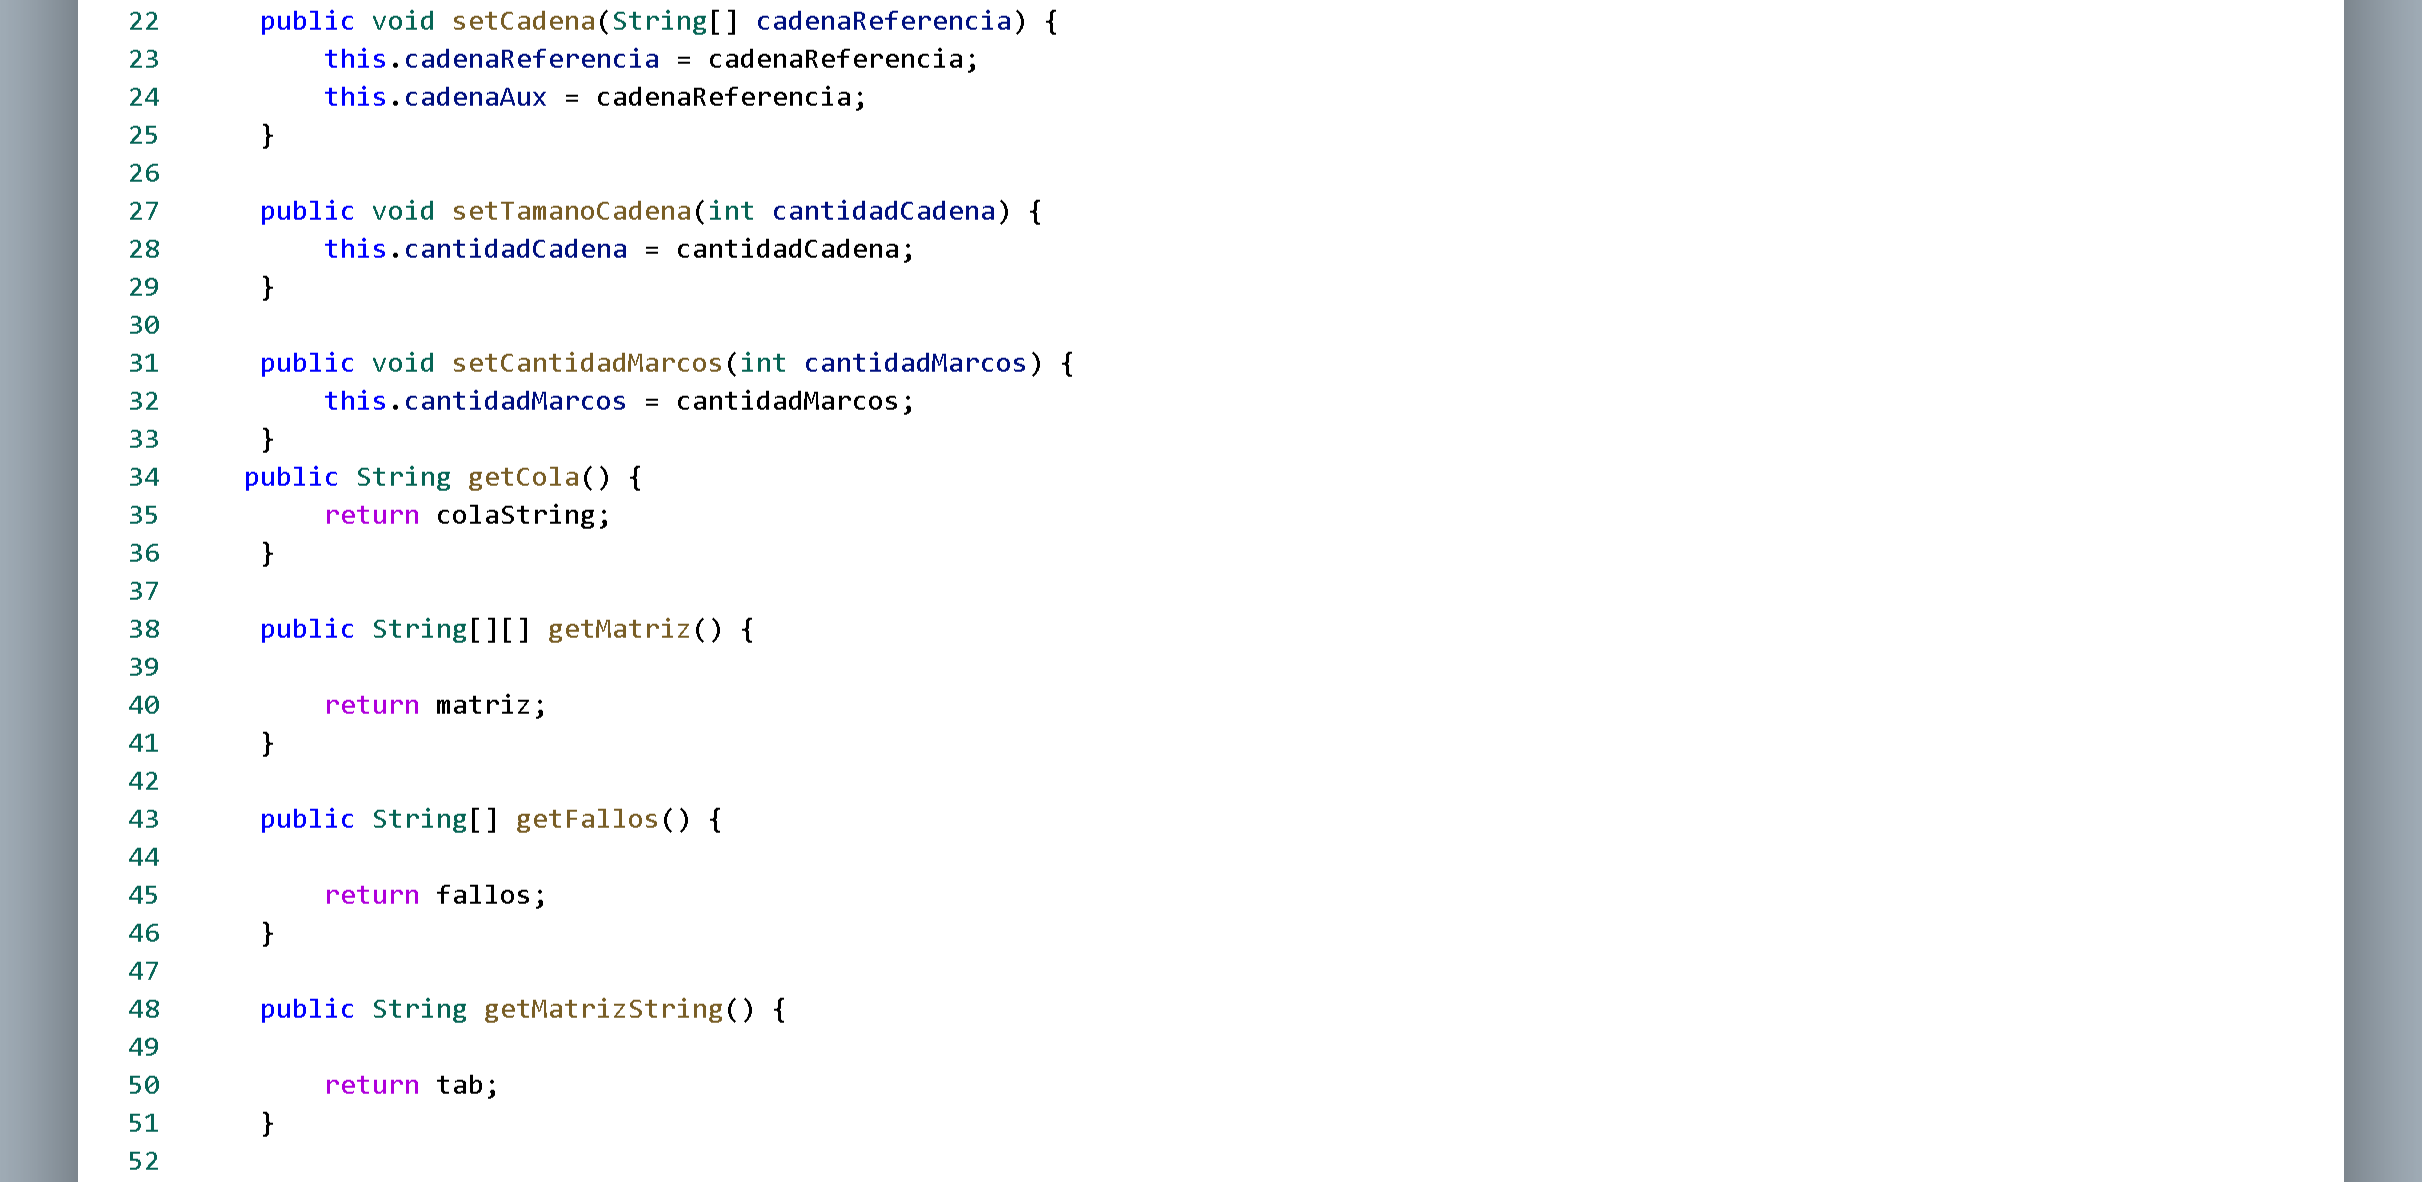 22 public void setCadena(String[] cadenaReferencia) {
23 this.cadenaReferencia = cadenaReferencia;
24 this.cadenaAux = cadenaReferencia;
25 }
26
27 public void setTamanoCadena(int cantidadCadena) {
28 this.cantidadCadena = cantidadCadena;
29 }
30
31 public void setCantidadMarcos(int cantidadMarcos) {
32 this.cantidadMarcos = cantidadMarcos;
33 }
34 public String getCola() {
35 return colaString;
36 }
37
38 public String[][] getMatriz() {
39
40 return matriz;
41 }
42
43 public String[] getFallos() {
44
45 return fallos;
46 }
47
48 public String getMatrizString() {
49
50 return tab;
51 }
52